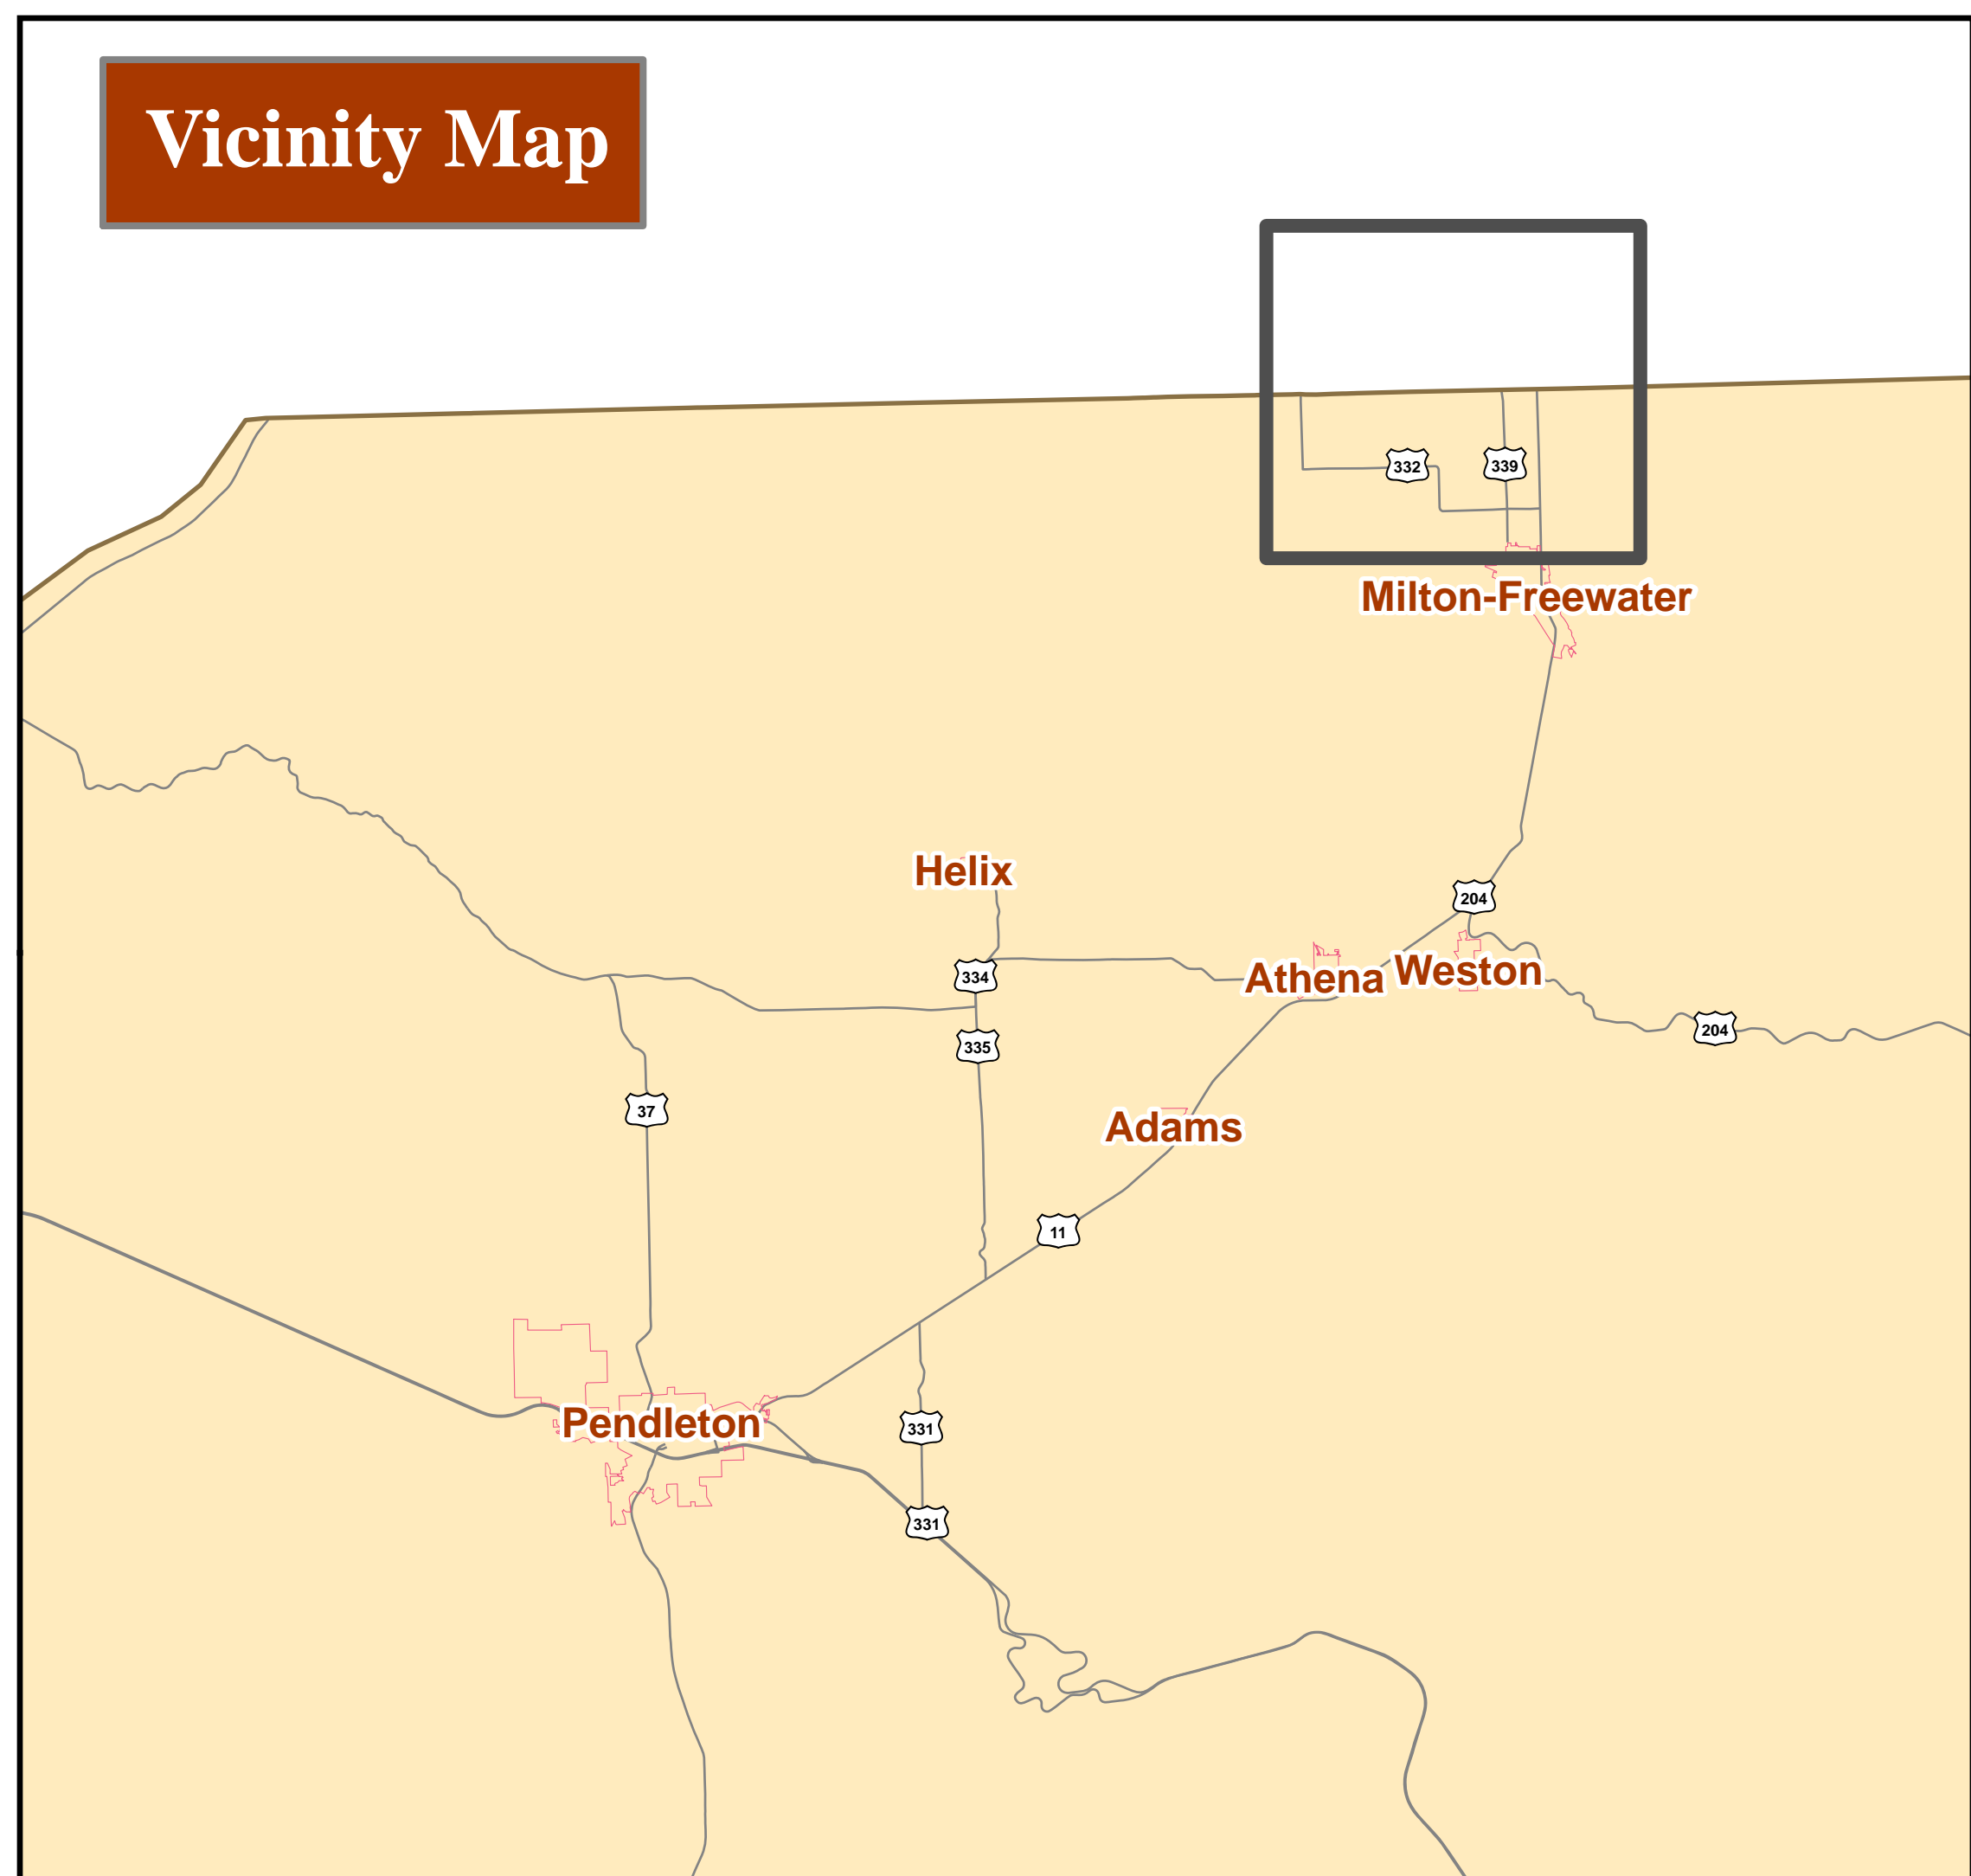 Vicinity Map
332
339
Milton-Freewater
Helix
204
334
Athena
Weston
335
204
37
Adams
11
Pendleton
331
331